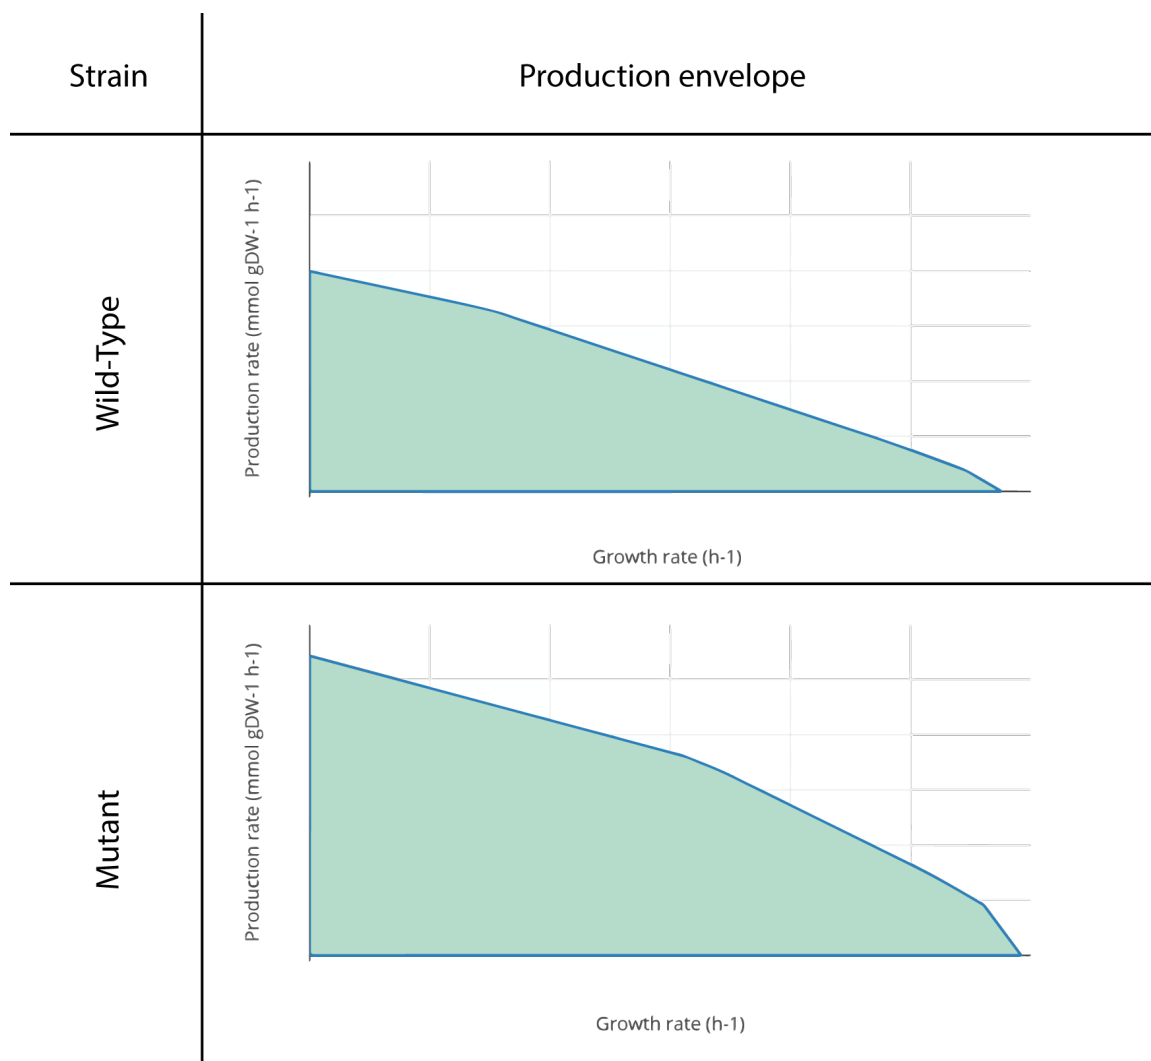 Strain
Production envelope
Wild-Type
Production rate (mmol gDW-1 h-1)
Growth rate (h-1)
Mutant
Production rate (mmol gDW-1 h-1)
Growth rate (h-1)